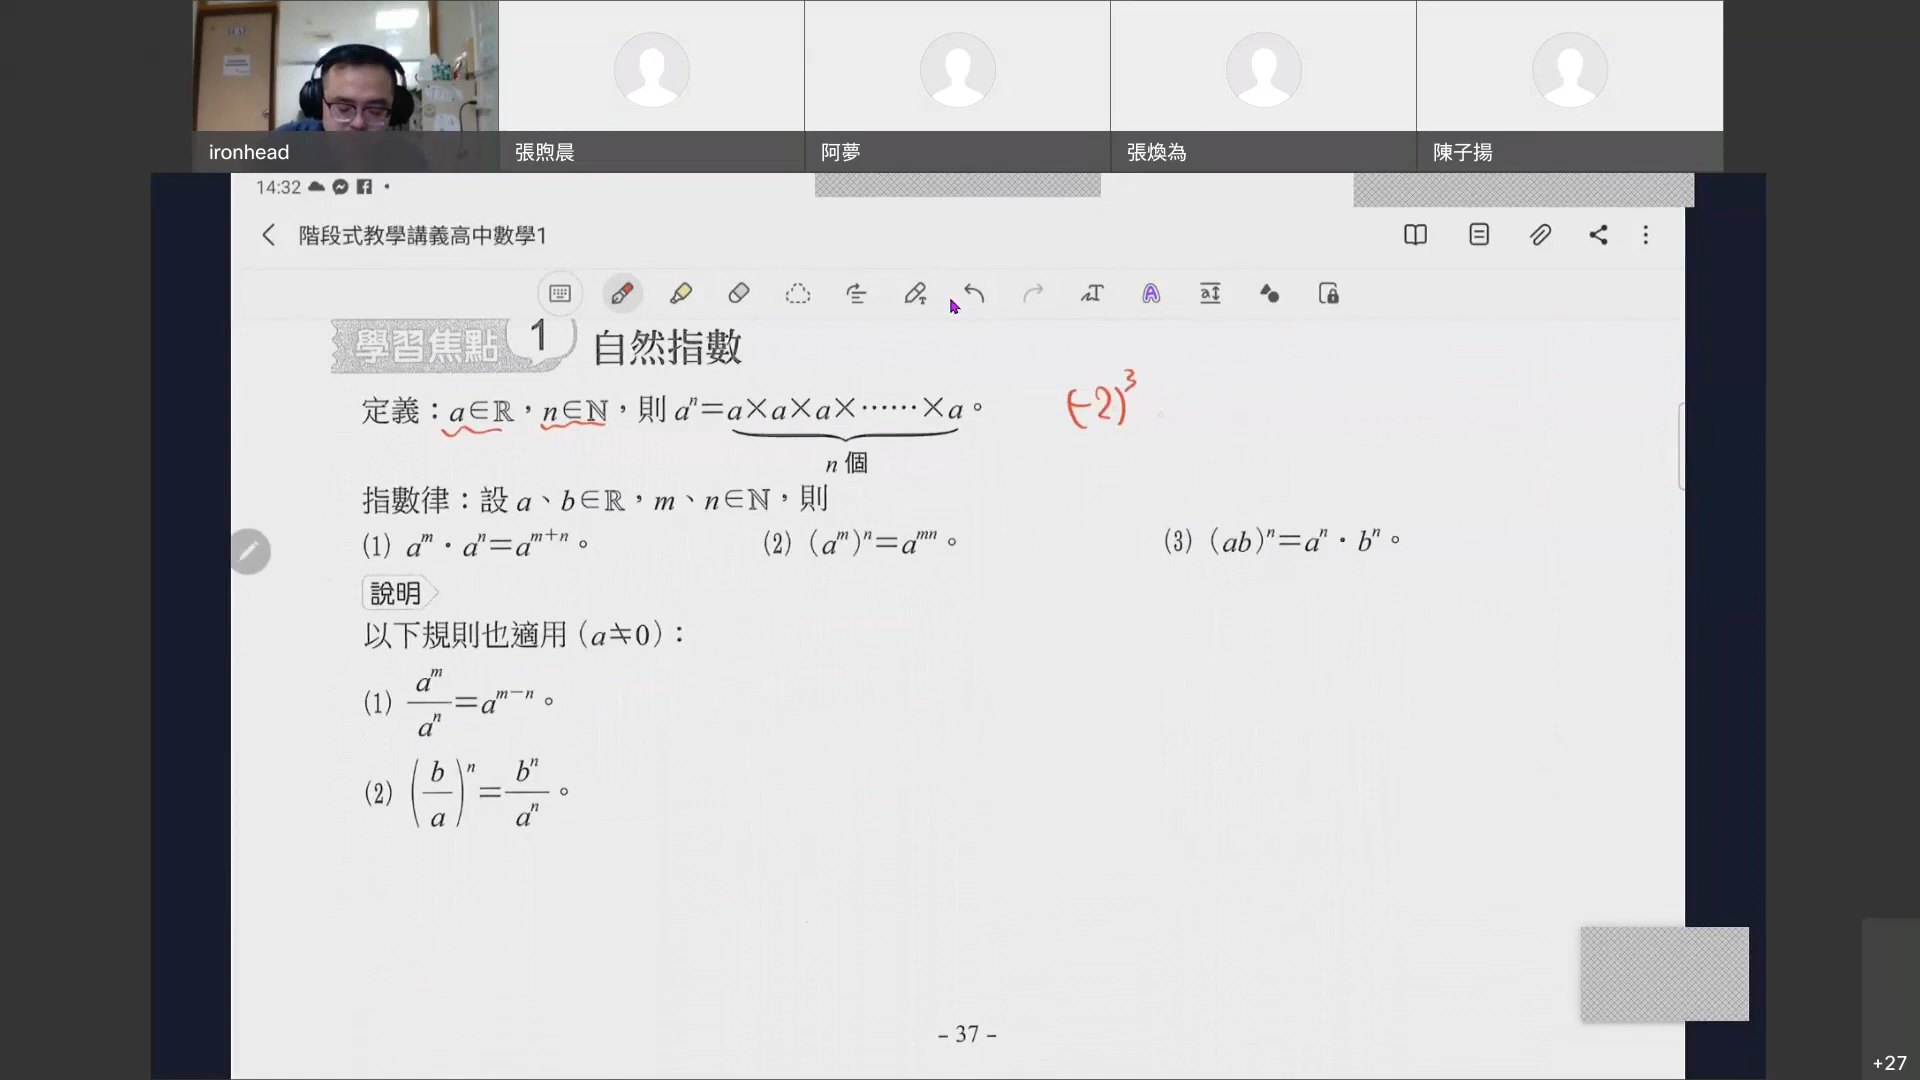 ironhead
張煦晨
阿夢
張煥為
陳子揚
14:32
階段式教學講義高中數學1
學習焦點 1 自然指數
定義：a∈ℝ，n∈ℕ，則 aⁿ=a×a×a×……×a。
(-2)³
n 個
指數律：設 a、b∈ℝ，m、n∈ℕ，則
(1) aᵐ·aⁿ=aᵐ⁺ⁿ。 (2) (aᵐ)ⁿ=aᵐⁿ。 (3) (ab)ⁿ=aⁿ·bⁿ。
說明
以下規則也適用（a≒0）：
(1) aᵐ/aⁿ=aᵐ⁻ⁿ。
(2) (b/a)ⁿ=bⁿ/aⁿ。
- 37 -
+27